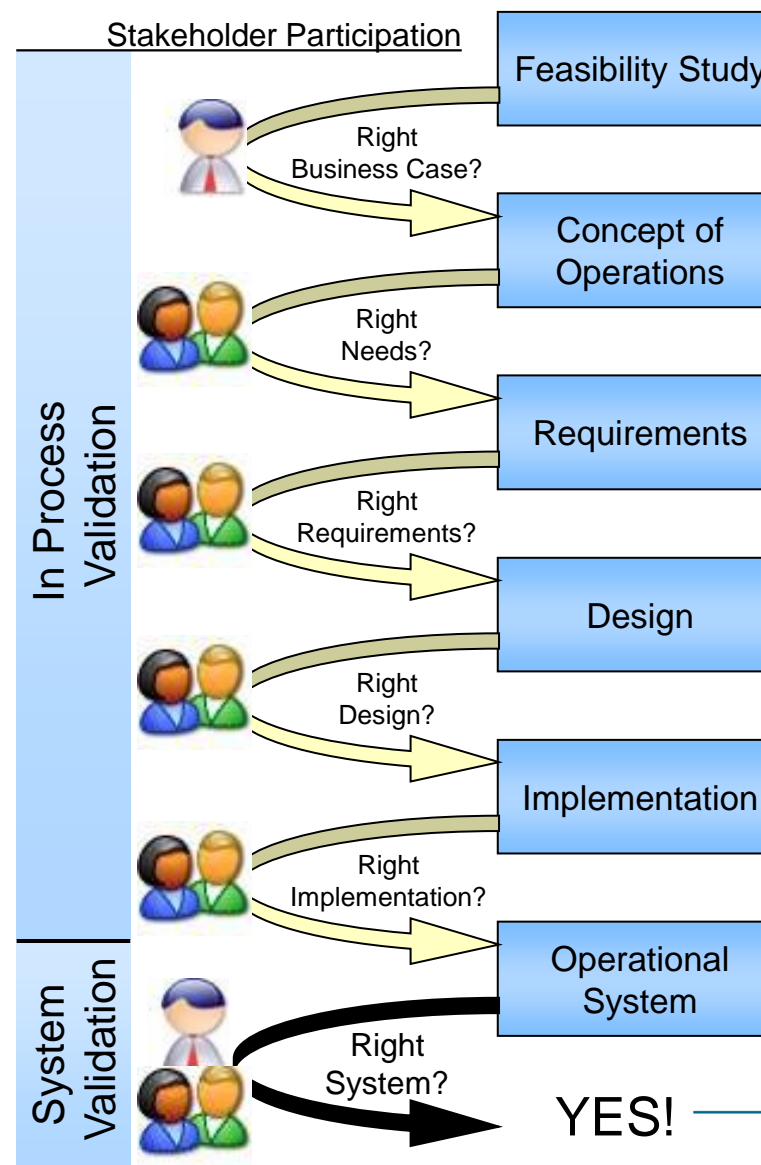 Stakeholder Participation
Feasibility Study
Right
Business Case?
Concept of
Operations
Right
Needs?
Requirements
Right
Requirements?
Design
Right
Design?
Implementation
Right
Implementation?
Operational
System
Right
System?
YES!
In Process
Validation
System
Validation